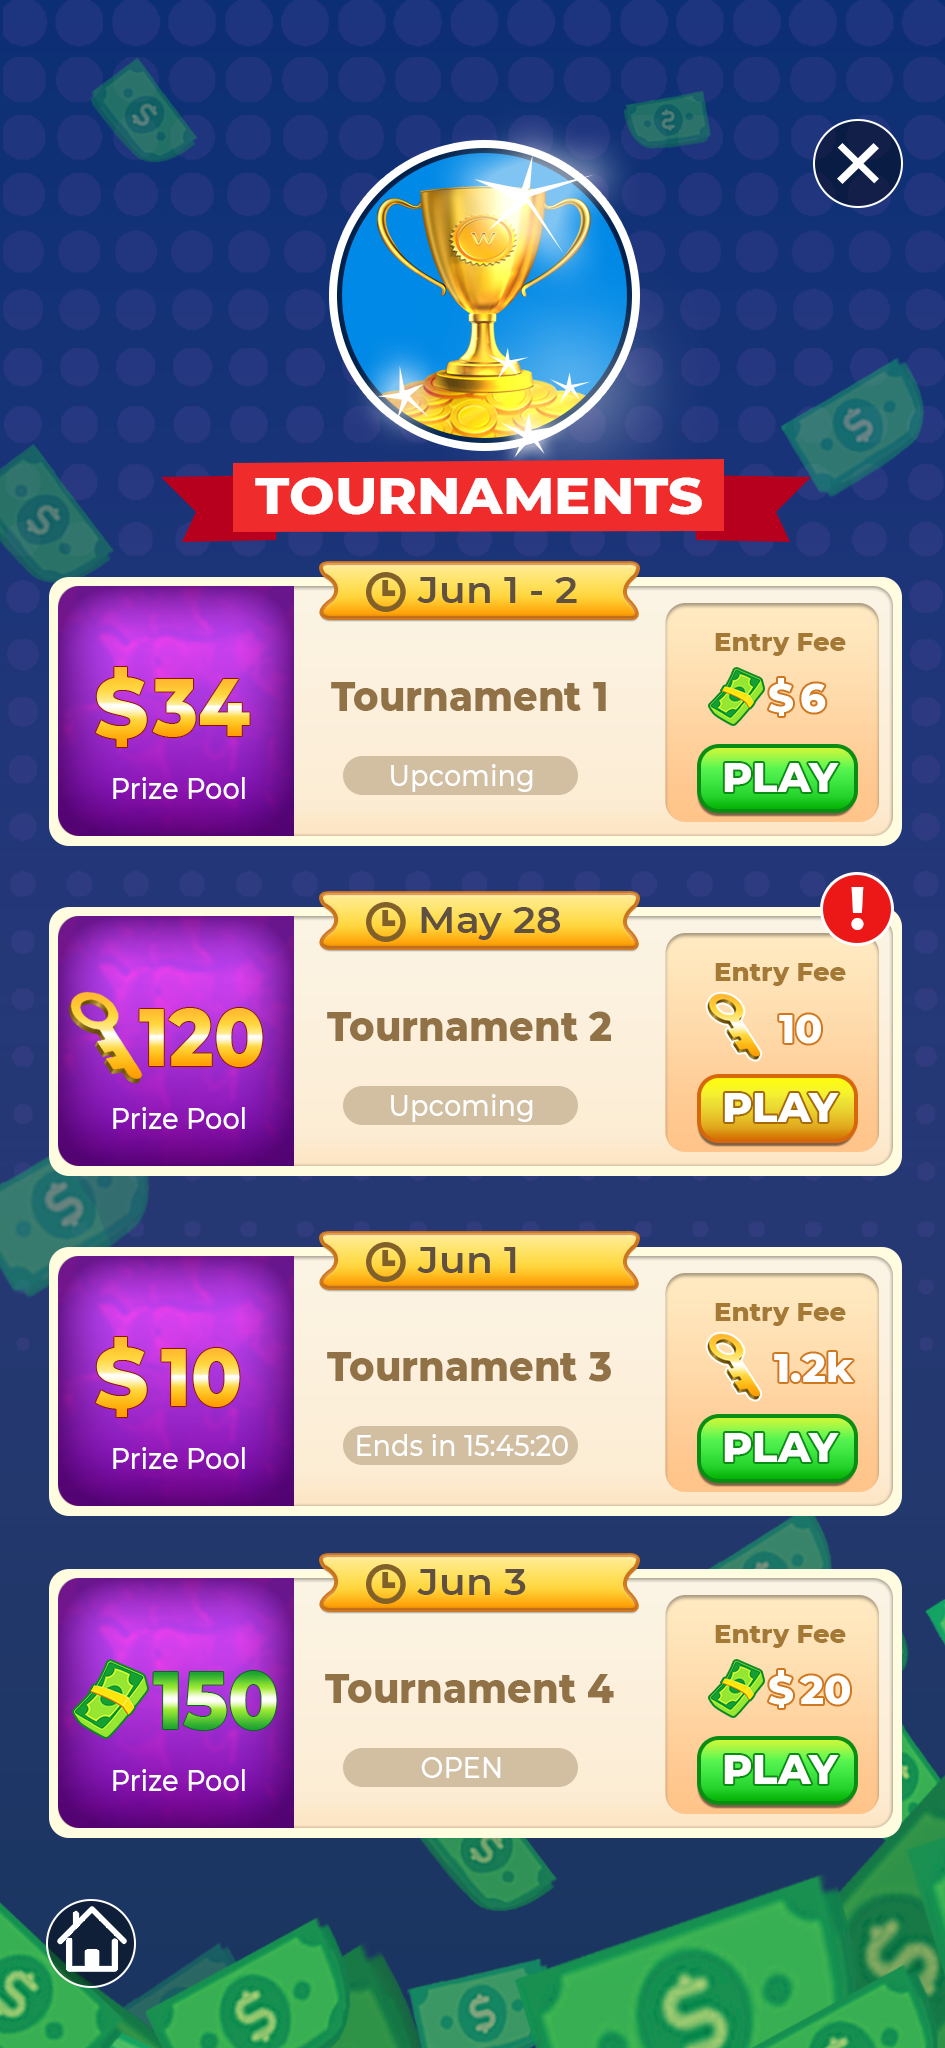 W
TOURNAMENTS
Jun 1 - 2
$34
Prize Pool
Tournament 1
Upcoming
Entry Fee
$6
PLAY
May 28
!
120
Prize Pool
Tournament 2
Upcoming
Entry Fee
10
PLAY
Jun 1
$10
Prize Pool
Tournament 3
Ends in 15:45:20
Entry Fee
1.2k
PLAY
Jun 3
150
Prize Pool
Tournament 4
OPEN
Entry Fee
$20
PLAY